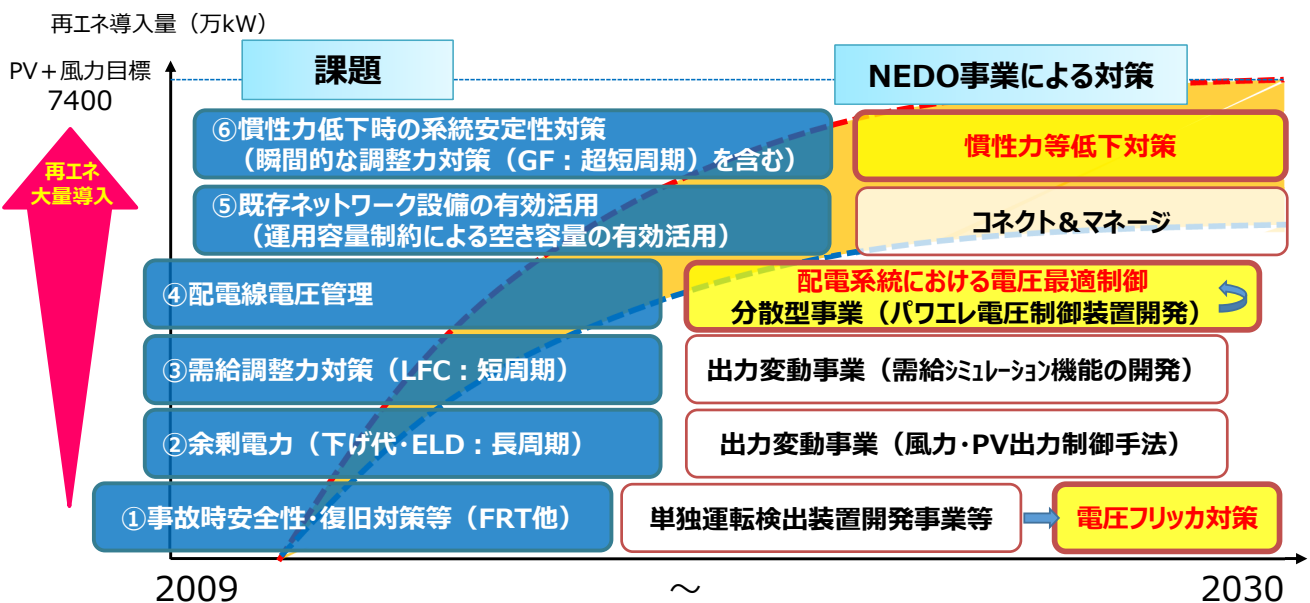 再エネ導入量（万kW）
PV＋風力目標
7400
再エネ
大量導入
課題
NEDO事業による対策
⑥慣性力低下時の系統安定性対策
（瞬間的な調整力対策（GF：超短周期）を含む）
慣性力等低下対策
⑤既存ネットワーク設備の有効活用
（運用容量制約による空き容量の有効活用）
コネクト＆マネージ
④配電線電圧管理
配電系統における電圧最適制御
分散型事業（パワエレ電圧制御装置開発）
③需給調整力対策（LFC：短周期）
出力変動事業（需給ｼﾐｭﾚｰｼｮﾝ機能の開発）
②余剰電力（下げ代・ELD：長周期）
出力変動事業（風力・PV出力制御手法）
①事故時安全性・復旧対策等（FRT他）
単独運転検出装置開発事業等
電圧フリッカ対策
2009
～
2030